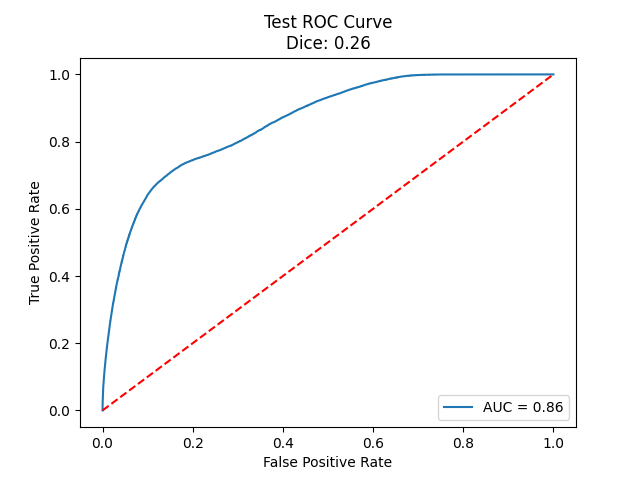 Test ROC Curve
Dice: 0.26
True Positive Rate
1.0
0.8
0.6
0.4
0.2
0.0
AUC = 0.86
0.0 0.2 0.4 0.6 0.8 1.0
False Positive Rate